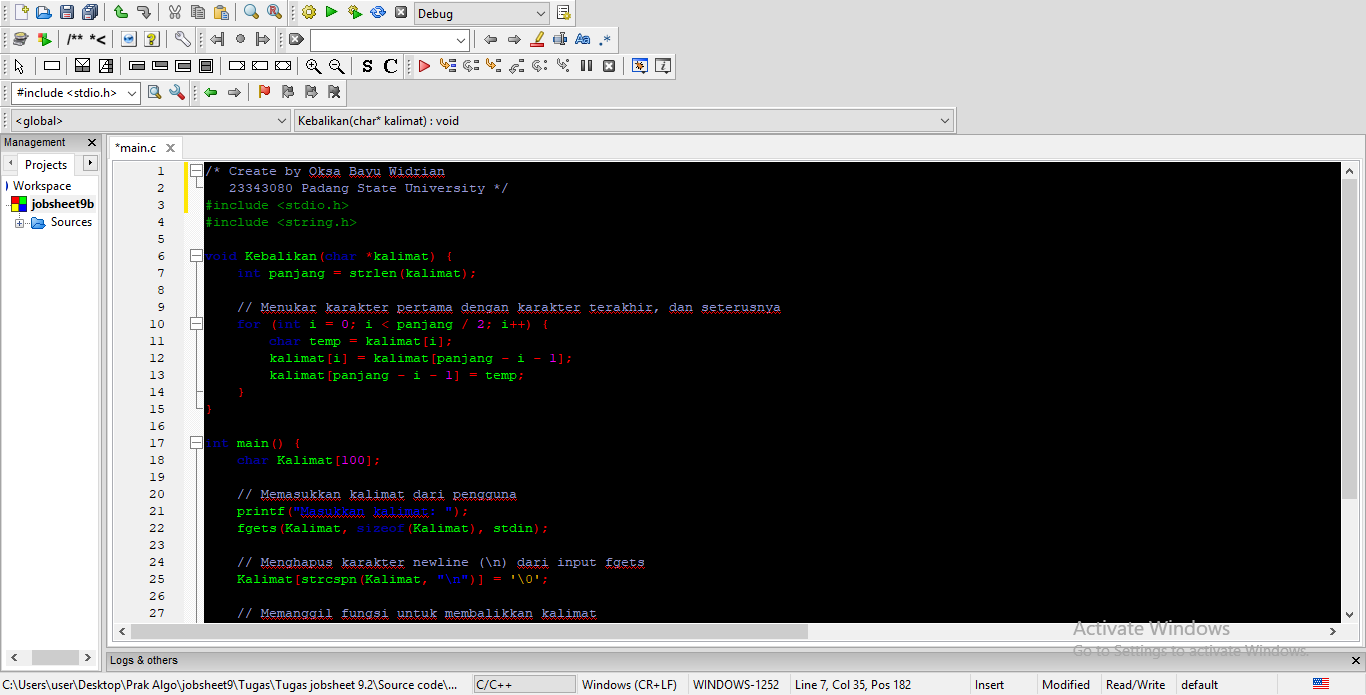 Debug
/** *<
S C
Aa .*
#include <stdio.h>
<global>
Kebalikan(char* kalimat) : void
Management
Projects
Workspace
jobsheet9b
Sources
*main.c
1 /* Create by Oksa Bayu Widrian
2 23343080 Padang State University */
3 #include <stdio.h>
4 #include <string.h>
5
6 void Kebalikan(char *kalimat) {
7 int panjang = strlen(kalimat);
8
9 // Menukar karakter pertama dengan karakter terakhir, dan seterusnya
10 for (int i = 0; i < panjang / 2; i++) {
11 char temp = kalimat[i];
12 kalimat[i] = kalimat[panjang - i - 1];
13 kalimat[panjang - i - 1] = temp;
14 }
15 }
16
17 int main() {
18 char Kalimat[100];
19
20 // Memasukkan kalimat dari pengguna
21 printf("Masukkan kalimat: ");
22 fgets(Kalimat, sizeof(Kalimat), stdin);
23
24 // Menghapus karakter newline (\n) dari input fgets
25 Kalimat[strcspn(Kalimat, "\n")] = '\0';
26
27 // Memanggil fungsi untuk membalikkan kalimat
Activate Windows
Go to Settings to activate Windows.
Logs & others
C:\Users\user\Desktop\Prak Algo\jobsheet9\Tugas\Tugas jobsheet 9.2\Source code\... C/C++ Windows (CR+LF) WINDOWS-1252 Line 7, Col 35, Pos 182 Insert Modified Read/Write default